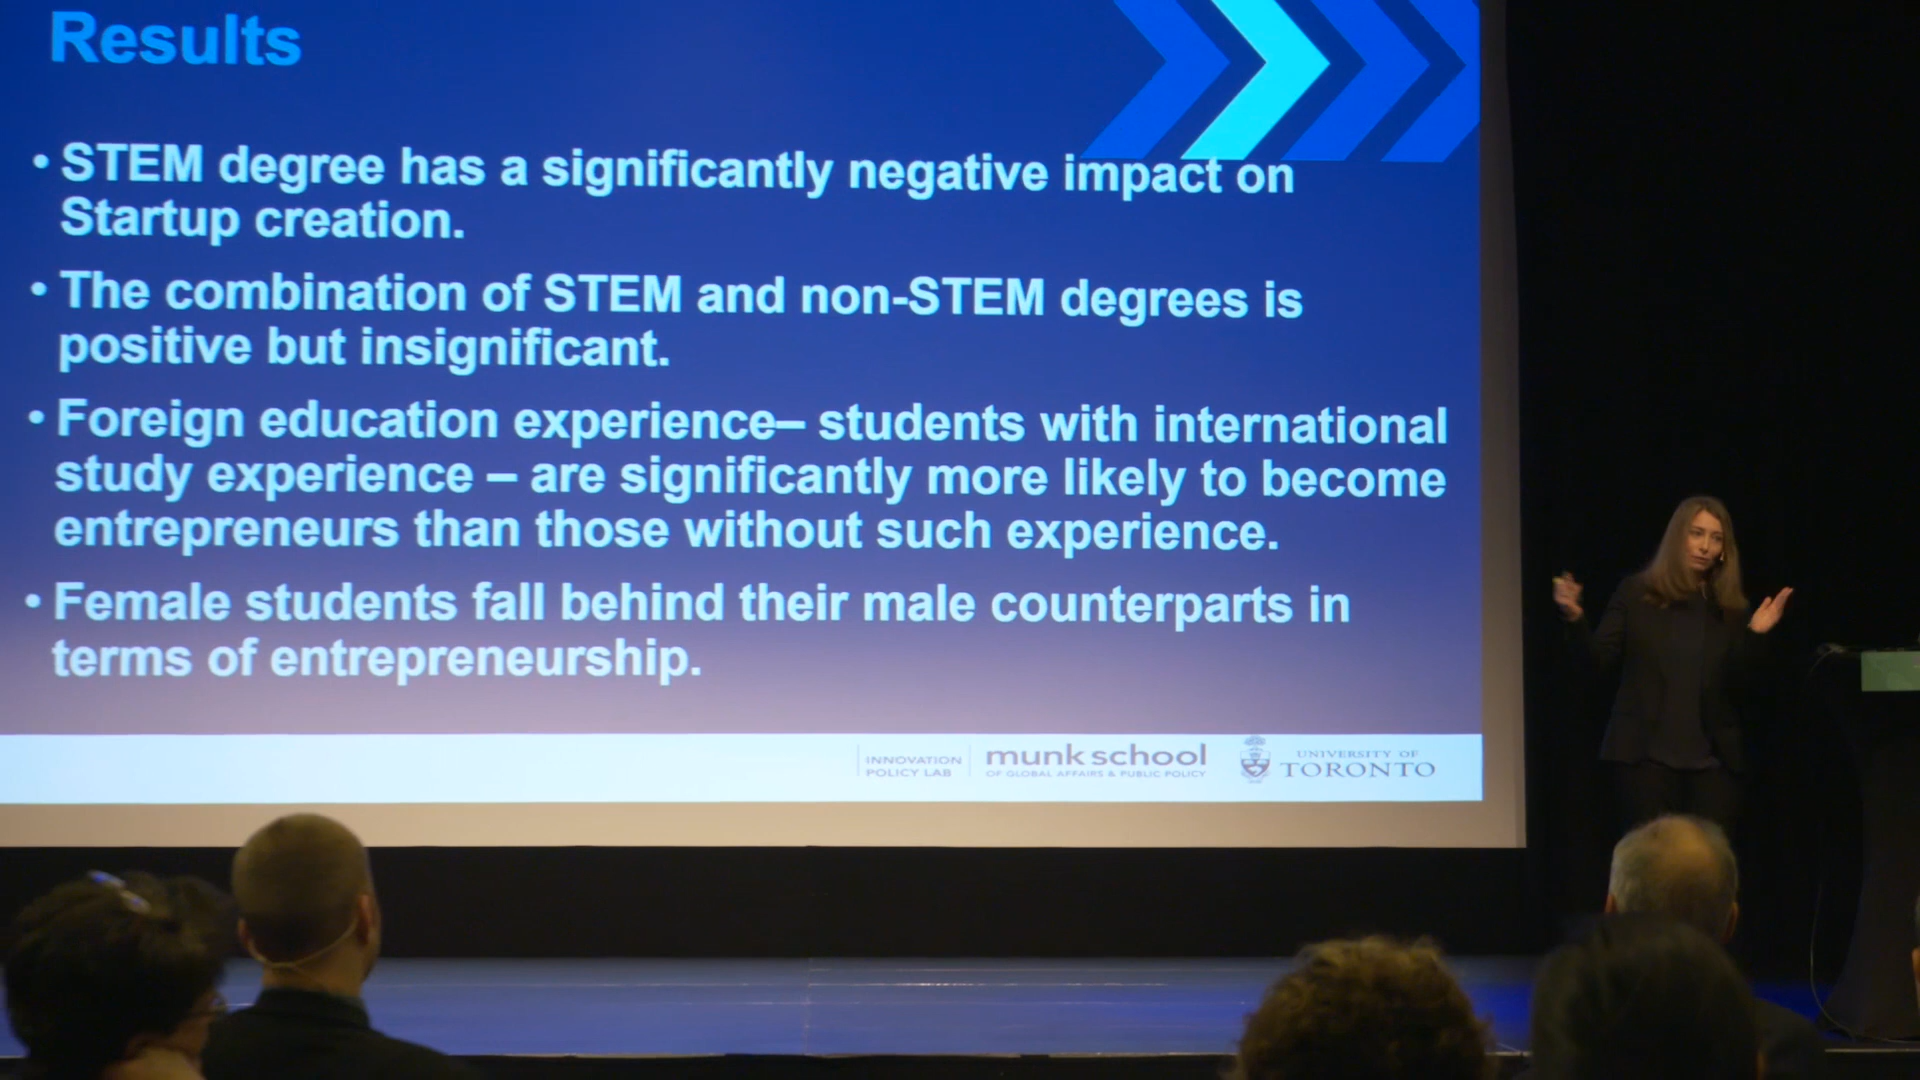 Results
• STEM degree has a significantly negative impact on
Startup creation.
• The combination of STEM and non-STEM degrees is
positive but insignificant.
• Foreign education experience– students with international
study experience – are significantly more likely to become
entrepreneurs than those without such experience.
• Female students fall behind their male counterparts in
terms of entrepreneurship.
INNOVATION
POLICY LAB
munk school
OF GLOBAL AFFAIRS & PUBLIC POLICY
UNIVERSITY OF
TORONTO